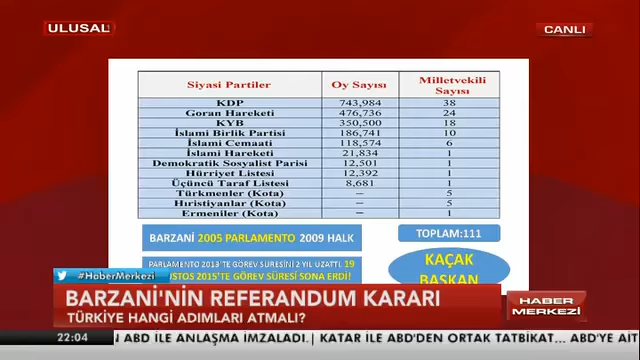 ULUSAL
CANLI
Siyasi Partiler Oy Sayısı Milletvekili Sayısı
KDP 743,984 38
Goran Hareketi 476,736 24
KYB 350,500 18
İslami Birlik Partisi 186,741 10
İslami Cemaati 118,574 6
İslami Hareketi 21,834 1
Demokratik Sosyalist Parisi 12,501 1
Hürriyet Listesi 12,392 1
Üçüncü Taraf Listesi 8,681 1
Türkmenler (Kota) – 5
Hıristiyanlar (Kota) – 5
Ermeniler (Kota) – 1
BARZANİ 2005 PARLAMENTO 2009 HALK
TOPLAM:111
PARLAMENTO 2013'TE GÖREV SÜRESİNİ 2 YIL UZATTI. 19
USTOS 2015'TE GÖREV SÜRESİ SONA ERDİ!
KAÇAK
BAŞKAN
#HaberMerkezi
BARZANİ'NİN REFERANDUM KARARI
TÜRKİYE HANGİ ADIMLARI ATMALI?
HABER
MERKEZİ
22:04 N ABD İLE ANLAŞMA İMZALADI. | KATAR İLE ABD'DEN ORTAK TATBİKAT... ABD'YE Aİ